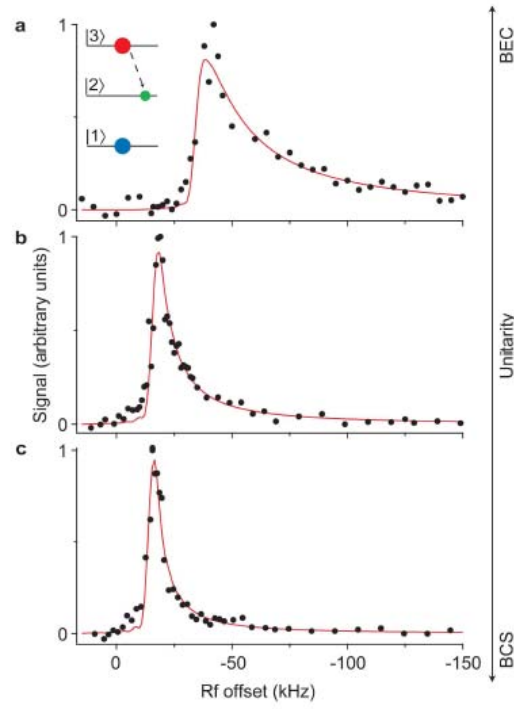 a
1
0
|3⟩
|2⟩
|1⟩
BEC
b
1
0
Signal (arbitrary units)
Unitarity
c
1
0
BCS
0 -50 -100 -150
Rf offset (kHz)